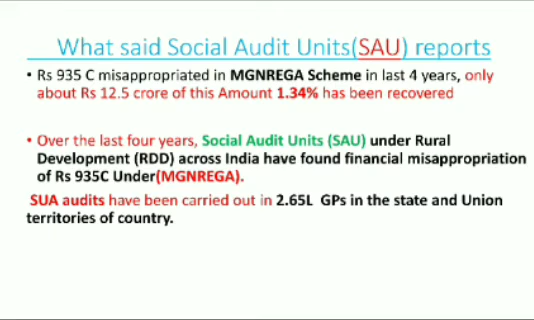 What said Social Audit Units(SAU) reports
• Rs 935 C misappropriated in MGNREGA Scheme in last 4 years, only
about Rs 12.5 crore of this Amount 1.34% has been recovered
• Over the last four years, Social Audit Units (SAU) under Rural
Development (RDD) across India have found financial misappropriation
of Rs 935C Under(MGNREGA).
SUA audits have been carried out in 2.65L GPs in the state and Union
territories of country.